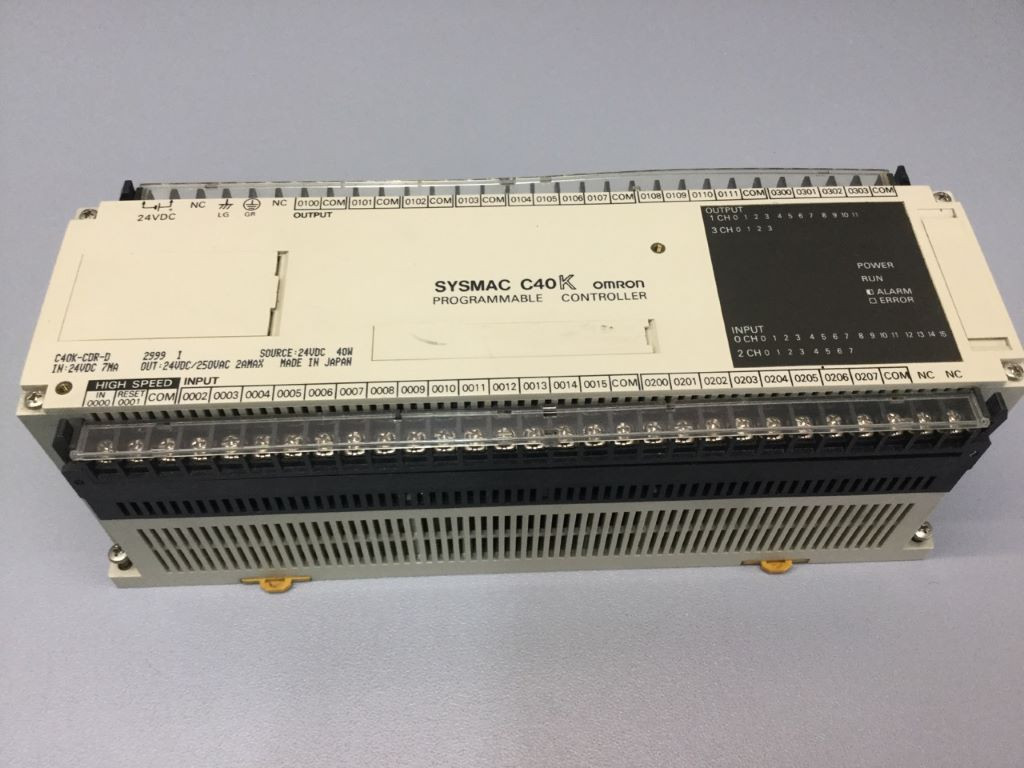 24VDC NC LG GR NC 0100 COM 0101 COM 0102 COM 0103 COM 0104 0105 0106 0107 COM 0108 0109 0110 0111 COM 0300 0301 0302 0303 COM
OUTPUT
OUTPUT
1 CH 0 1 2 3 4 5 6 7 8 9 10 11
3 CH 0 1 2 3
SYSMAC C40K omron
PROGRAMMABLE CONTROLLER
POWER
RUN
ALARM
ERROR
INPUT
0 CH 0 1 2 3 4 5 6 7 8 9 10 11 12 13 14 15
2 CH 0 1 2 3 4 5 6 7
C40K-CDR-D 2999 I SOURCE:24VDC 40W
IN:24VDC 7MA OUT:24VDC/250VAC 2AMAX MADE IN JAPAN
HIGH SPEED INPUT
IN 0000 RESET 0001 COM 0002 0003 0004 0005 0006 0007 0008 0009 0010 0011 0012 0013 0014 0015 COM 0200 0201 0202 0203 0204 0205 0206 0207 COM NC NC